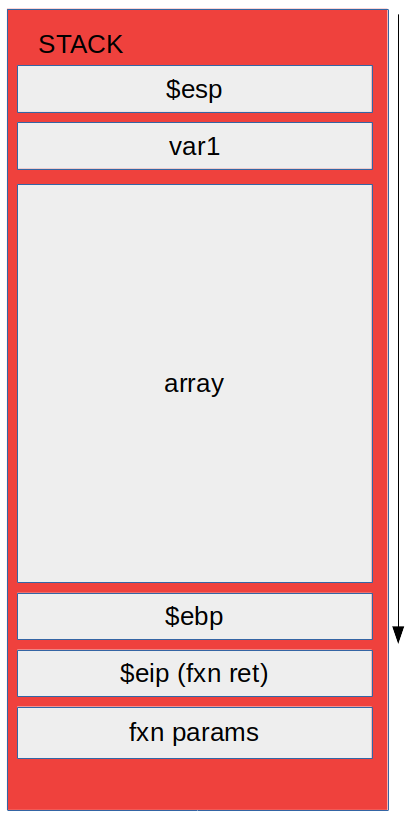 STACK
$esp
var1
array
$ebp
$eip (fxn ret)
fxn params